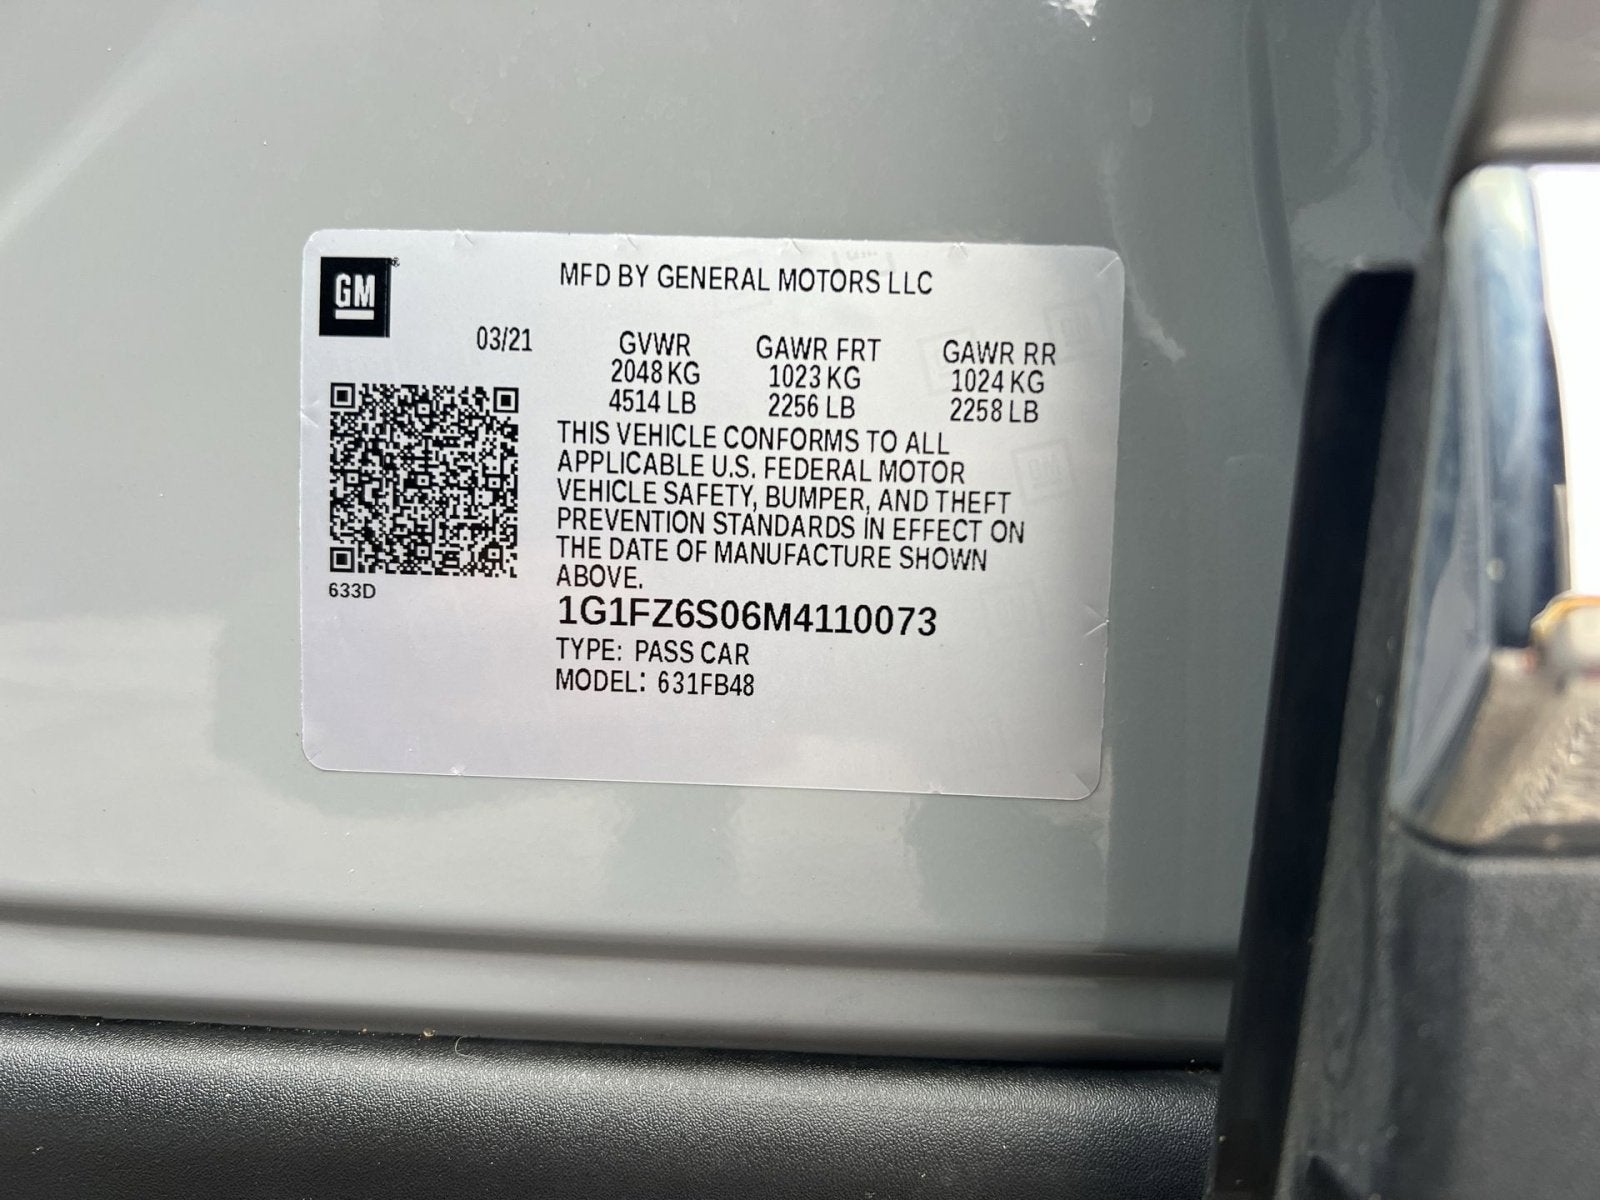 GM
MFD BY GENERAL MOTORS LLC
03/21
GVWR GAWR FRT GAWR RR
2048 KG 1023 KG 1024 KG
4514 LB 2256 LB 2258 LB
THIS VEHICLE CONFORMS TO ALL
APPLICABLE U.S. FEDERAL MOTOR
VEHICLE SAFETY, BUMPER, AND THEFT
PREVENTION STANDARDS IN EFFECT ON
THE DATE OF MANUFACTURE SHOWN
ABOVE.
633D
1G1FZ6S06M4110073
TYPE: PASS CAR
MODEL: 631FB48